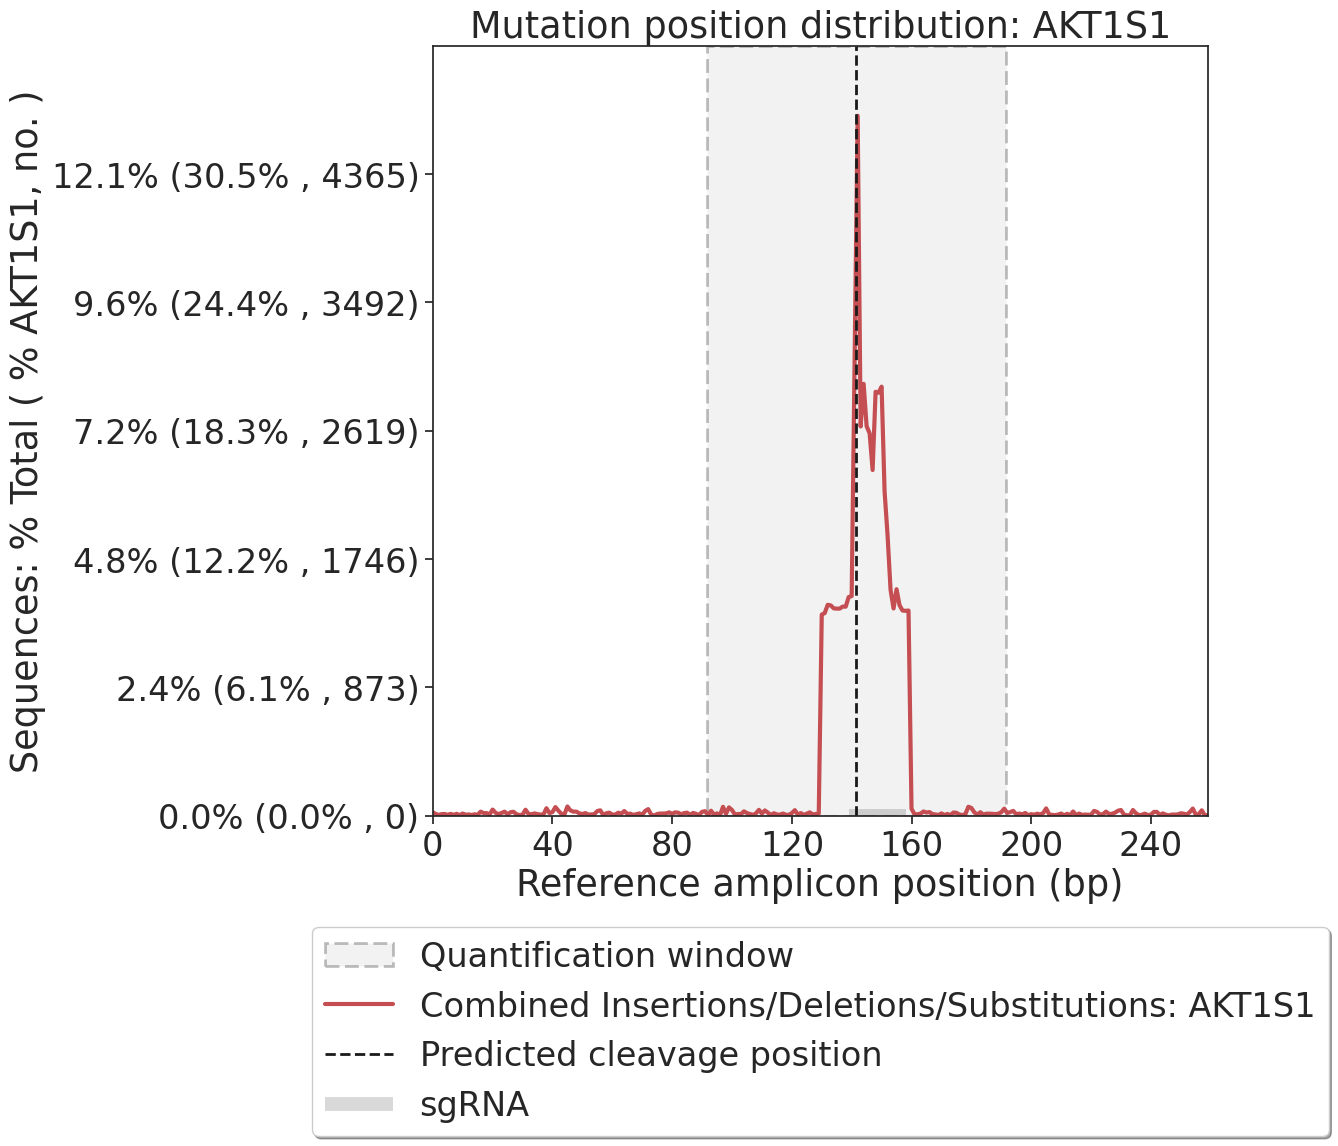 Mutation position distribution: AKT1S1
Sequences: % Total ( % AKT1S1, no. )
12.1% (30.5% , 4365)
9.6% (24.4% , 3492)
7.2% (18.3% , 2619)
4.8% (12.2% , 1746)
2.4% (6.1% , 873)
0.0% (0.0% , 0)
0 40 80 120 160 200 240
Reference amplicon position (bp)
Quantification window
Combined Insertions/Deletions/Substitutions: AKT1S1
Predicted cleavage position
sgRNA